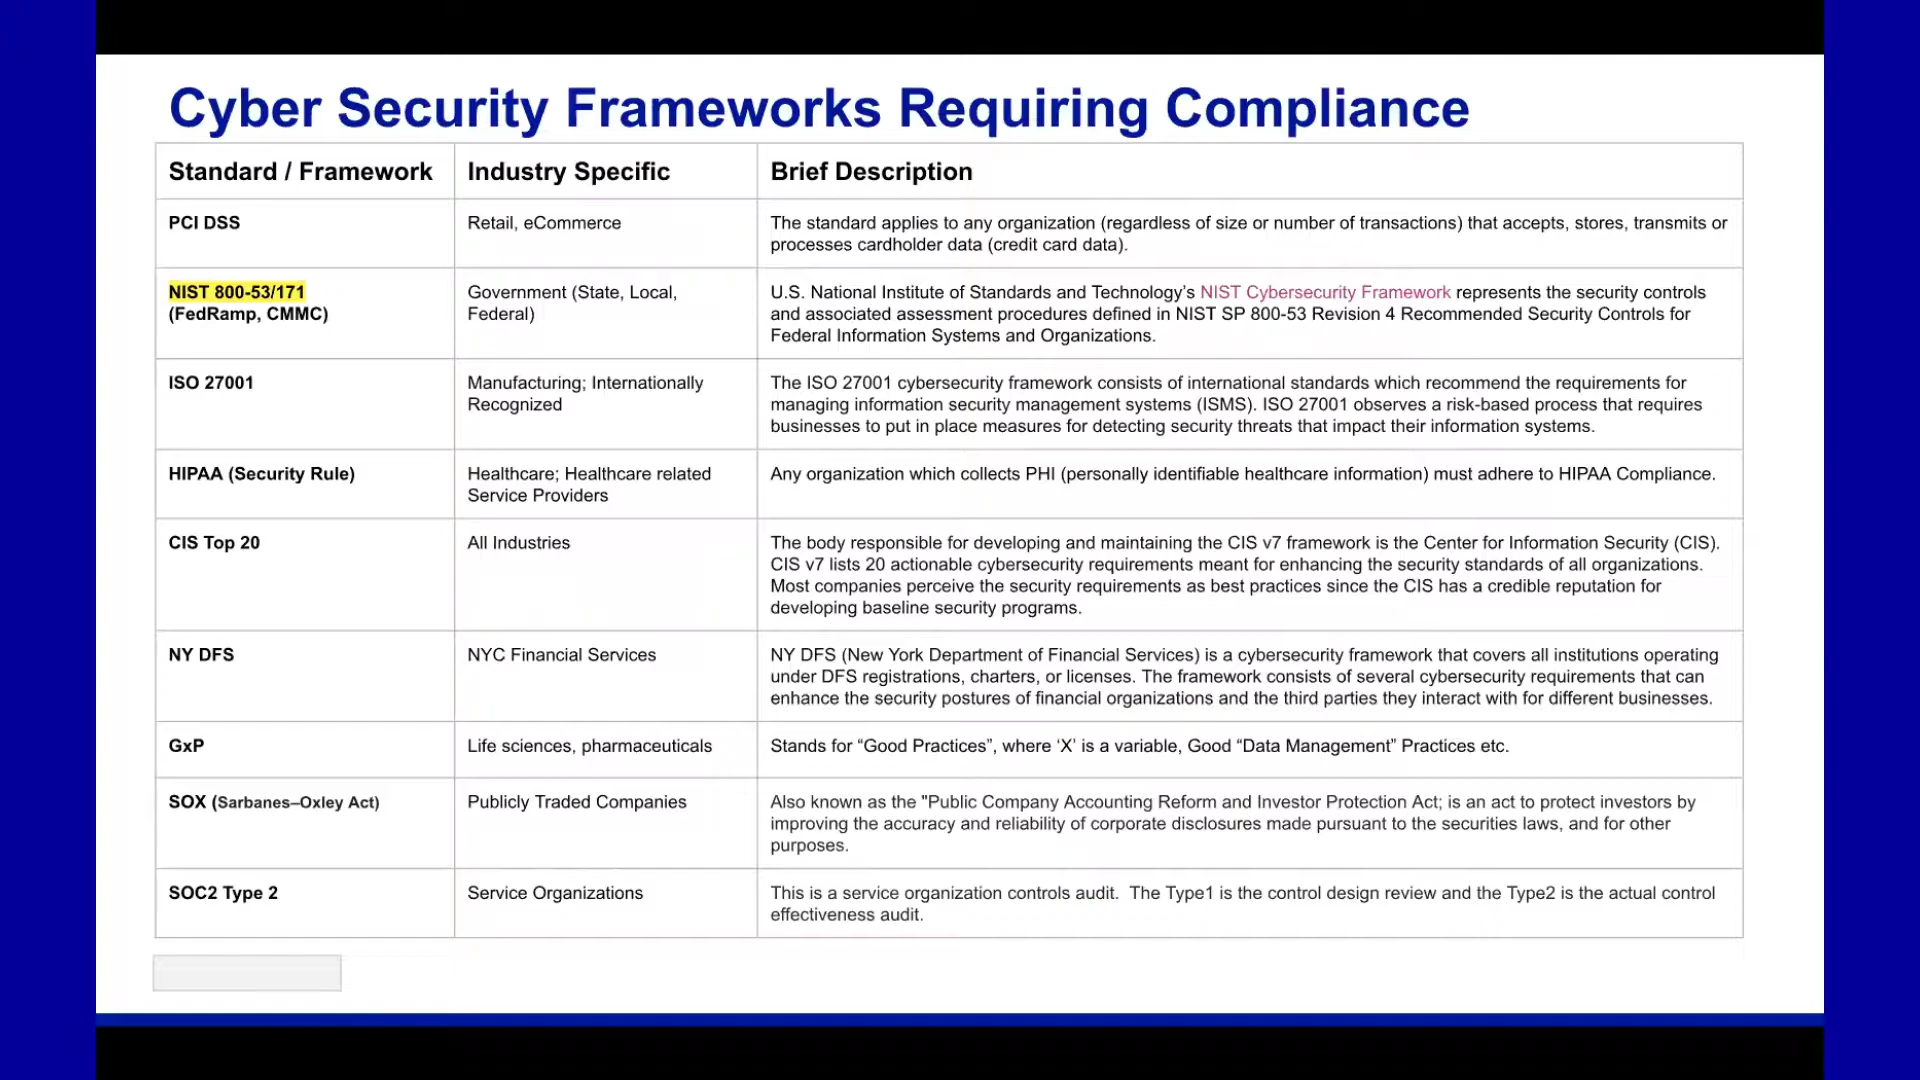 Cyber Security Frameworks Requiring Compliance
Standard / Framework
Industry Specific
Brief Description
PCI DSS
Retail, eCommerce
The standard applies to any organization (regardless of size or number of transactions) that accepts, stores, transmits or
processes cardholder data (credit card data).
NIST 800-53/171
(FedRamp, CMMC)
Government (State, Local,
Federal)
U.S. National Institute of Standards and Technology’s NIST Cybersecurity Framework represents the security controls
and associated assessment procedures defined in NIST SP 800-53 Revision 4 Recommended Security Controls for
Federal Information Systems and Organizations.
ISO 27001
Manufacturing; Internationally
Recognized
The ISO 27001 cybersecurity framework consists of international standards which recommend the requirements for
managing information security management systems (ISMS). ISO 27001 observes a risk-based process that requires
businesses to put in place measures for detecting security threats that impact their information systems.
HIPAA (Security Rule)
Healthcare; Healthcare related
Service Providers
Any organization which collects PHI (personally identifiable healthcare information) must adhere to HIPAA Compliance.
CIS Top 20
All Industries
The body responsible for developing and maintaining the CIS v7 framework is the Center for Information Security (CIS).
CIS v7 lists 20 actionable cybersecurity requirements meant for enhancing the security standards of all organizations.
Most companies perceive the security requirements as best practices since the CIS has a credible reputation for
developing baseline security programs.
NY DFS
NYC Financial Services
NY DFS (New York Department of Financial Services) is a cybersecurity framework that covers all institutions operating
under DFS registrations, charters, or licenses. The framework consists of several cybersecurity requirements that can
enhance the security postures of financial organizations and the third parties they interact with for different businesses.
GxP
Life sciences, pharmaceuticals
Stands for “Good Practices”, where ‘X’ is a variable, Good “Data Management” Practices etc.
SOX (Sarbanes–Oxley Act)
Publicly Traded Companies
Also known as the "Public Company Accounting Reform and Investor Protection Act; is an act to protect investors by
improving the accuracy and reliability of corporate disclosures made pursuant to the securities laws, and for other
purposes.
SOC2 Type 2
Service Organizations
This is a service organization controls audit. The Type1 is the control design review and the Type2 is the actual control
effectiveness audit.